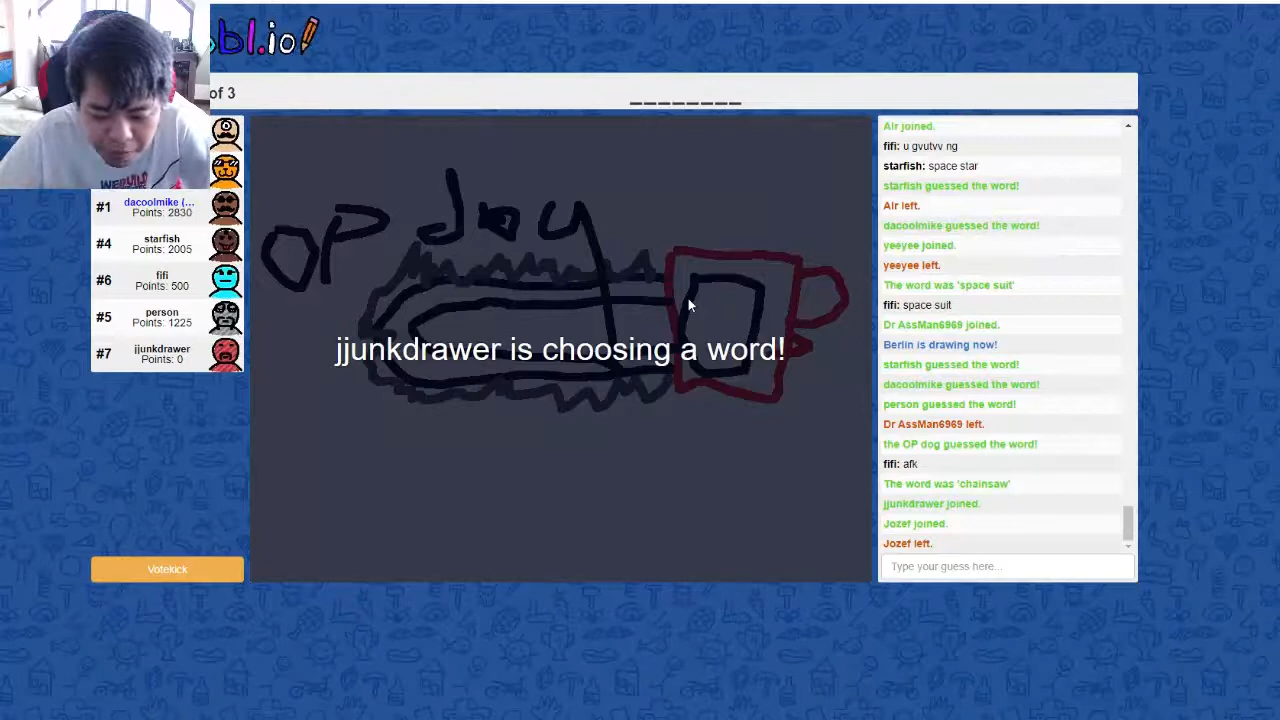 bl.io
of 3
________
#1 dacoolmike (...
Points: 2830
#4 starfish
Points: 2005
#6 fifi
Points: 500
#5 person
Points: 1225
#7 jjunkdrawer
Points: 0
Votekick
OP dog
jjunkdrawer is choosing a word!
Air joined.
fifi: u gvutvv ng
starfish: space star
starfish guessed the word!
Air left.
dacoolmike guessed the word!
yeeyee joined.
yeeyee left.
The word was 'space suit'
fifi: space suit
Dr AssMan6969 joined.
Berlin is drawing now!
starfish guessed the word!
dacoolmike guessed the word!
person guessed the word!
Dr AssMan6969 left.
the OP dog guessed the word!
fifi: afk
The word was 'chainsaw'
jjunkdrawer joined.
Jozef joined.
Jozef left.
Type your guess here...